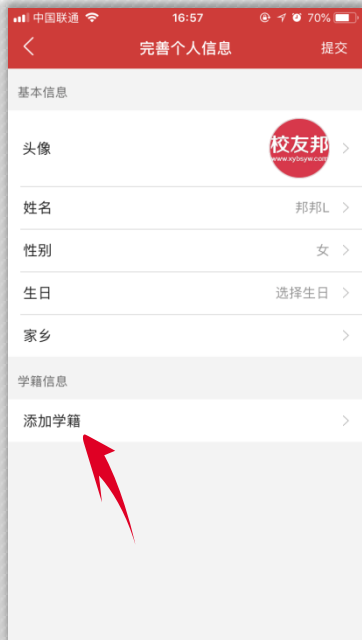 中国联通 16:57 70%
完善个人信息 提交
基本信息
头像
校友邦
www.xybsyw.com
姓名 邦邦L
性别 女
生日 选择生日
家乡
学籍信息
添加学籍